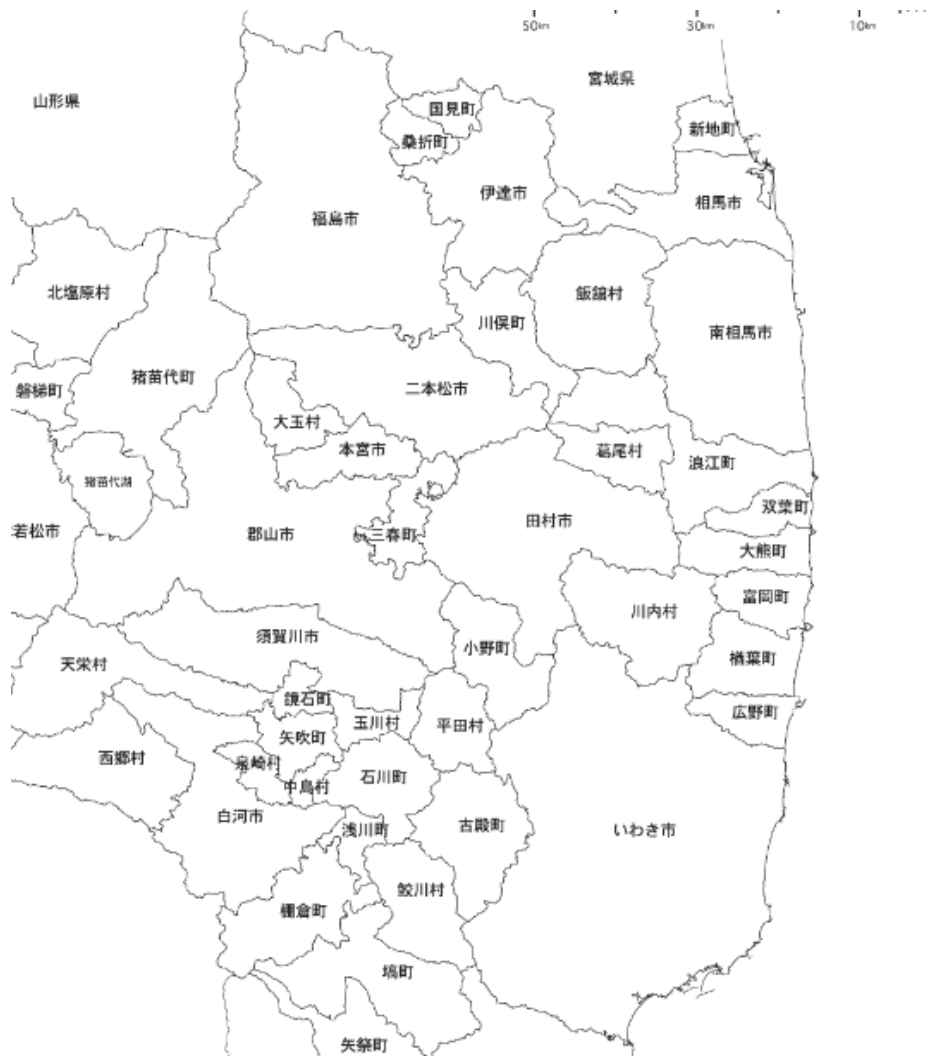 50km
30km
10km
宮城県
山形県
国見町
新地町
桑折町
伊達市
相馬市
福島市
北塩原村
飯舘村
川俣町
南相馬市
猪苗代町
二本松市
磐梯町
大玉村
本宮市
葛尾村
浪江町
猪苗代湖
双葉町
田村市
若松市
郡山市
三春町
大熊町
富岡町
川内村
須賀川市
小野町
天栄村
楢葉町
鏡石町
広野町
玉川村
平田村
矢吹町
西郷村
泉崎村
石川町
中島村
白河市
古殿町
浅川町
いわき市
鮫川村
棚倉町
塙町
矢祭町